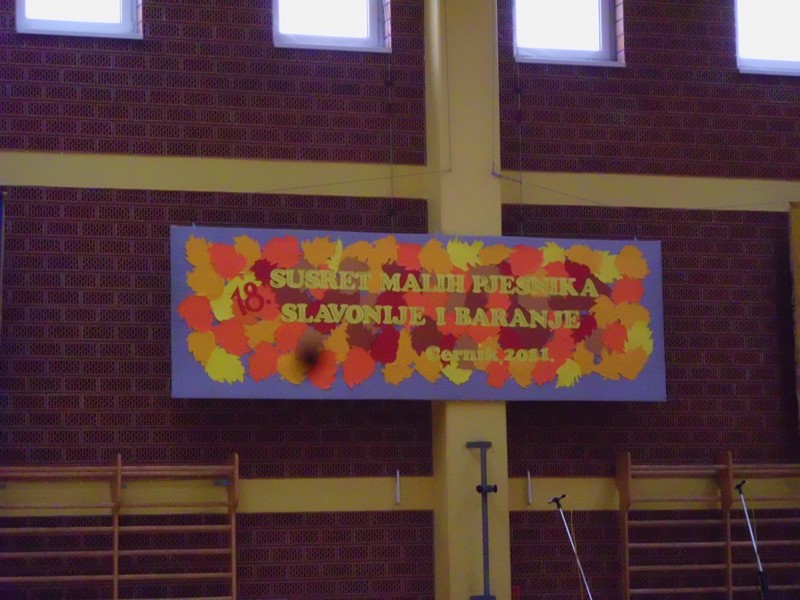 18. SUSRET MALIH PJESNIKA
SLAVONIJE I BARANJE
Cernik 2011.